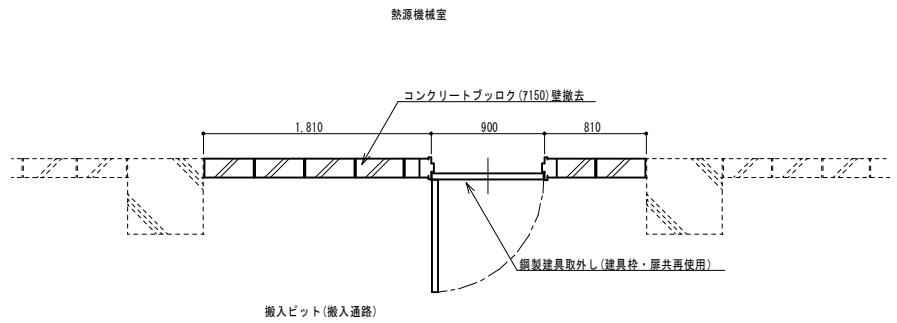 熱源機械室
コンクリートブッロク(ｱ150)壁撤去
1,810
900
810
鋼製建具取外し(建具枠・扉共再使用)
搬入ピット(搬入通路)